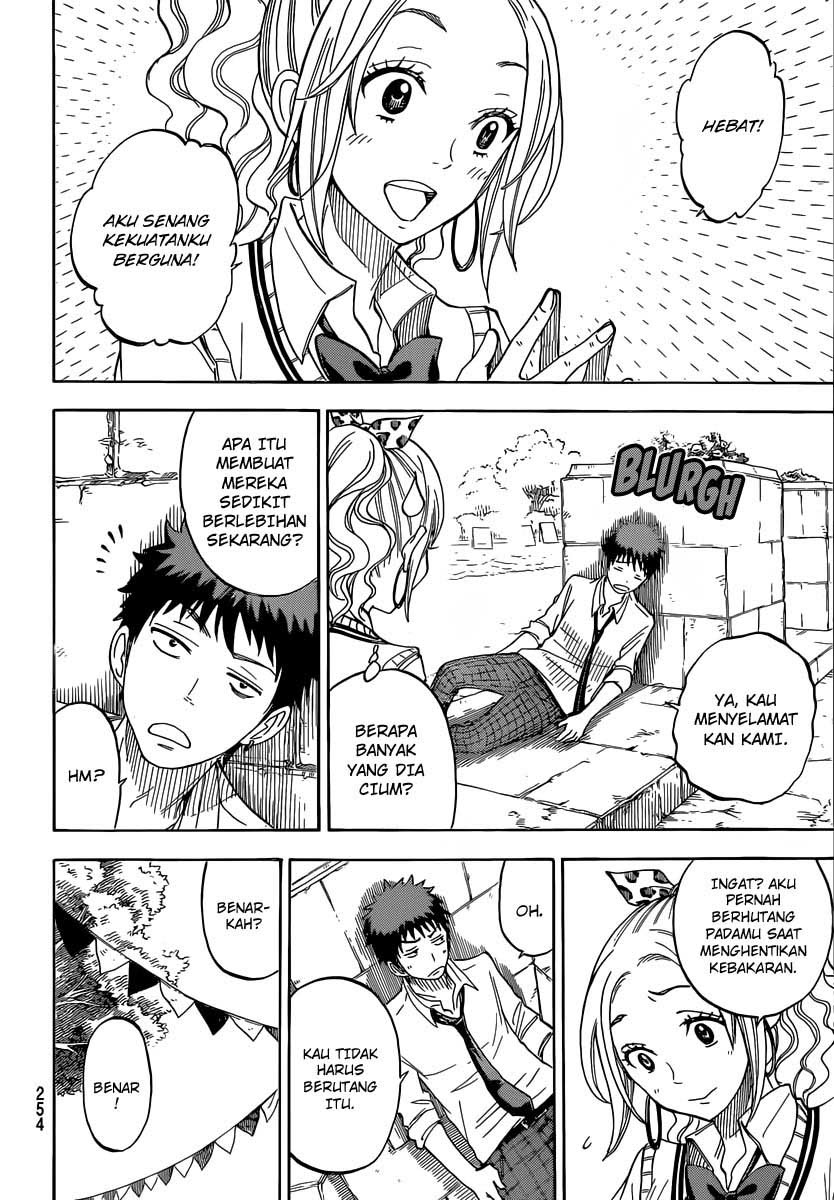 HEBAT!
AKU SENANG
KEKUATANKU
BERGUNA!
BLURGH
YA, KAU
MENYELAMAT
KAN KAMI.
BERAPA
BANYAK
YANG DIA
CIUM?
APA ITU
MEMBUAT
MEREKA
SEDIKIT
BERLEBIHAN
SEKARANG?
HM?
INGAT? AKU
PERNAH
BERHUTANG
PADAMU SAAT
MENGHENTIKAN
KEBAKARAN.
OH.
KAU TIDAK
HARUS
BERUTANG
ITU.
BENAR-
KAH?
BENAR
!
254